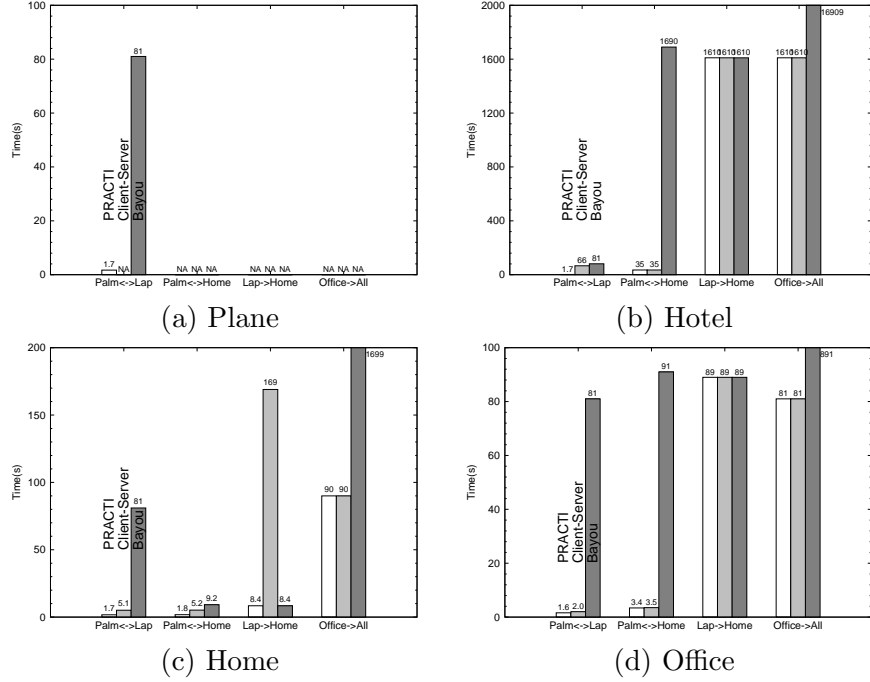 100
80
60
40
20
0
Time(s)
PRACTI
Client-Server
Bayou
1.7
NA
81
NA NA NA
NA NA NA
NA NA NA
Palm<->Lap
Palm<->Home
Lap->Home
Office->All
(a) Plane
2000
1600
1200
800
400
0
Time(s)
PRACTI
Client-Server
Bayou
1.7
66
81
35
35
1690
1610
1610
1610
1610
1610
16909
Palm<->Lap
Palm<->Home
Lap->Home
Office->All
(b) Hotel
200
150
100
50
0
Time(s)
PRACTI
Client-Server
Bayou
1.7
5.1
81
1.8
5.2
9.2
8.4
169
8.4
90
90
1699
Palm<->Lap
Palm<->Home
Lap->Home
Office->All
(c) Home
100
80
60
40
20
0
Time(s)
PRACTI
Client-Server
Bayou
1.6
2.0
81
3.4
3.5
91
89
89
89
81
81
891
Palm<->Lap
Palm<->Home
Lap->Home
Office->All
(d) Office